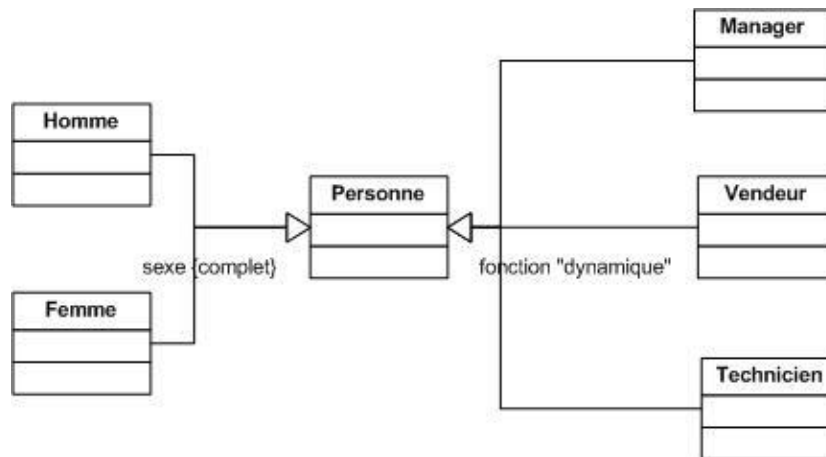 Manager
Homme
Personne
Vendeur
sexe {complet}
fonction "dynamique"
Femme
Technicien